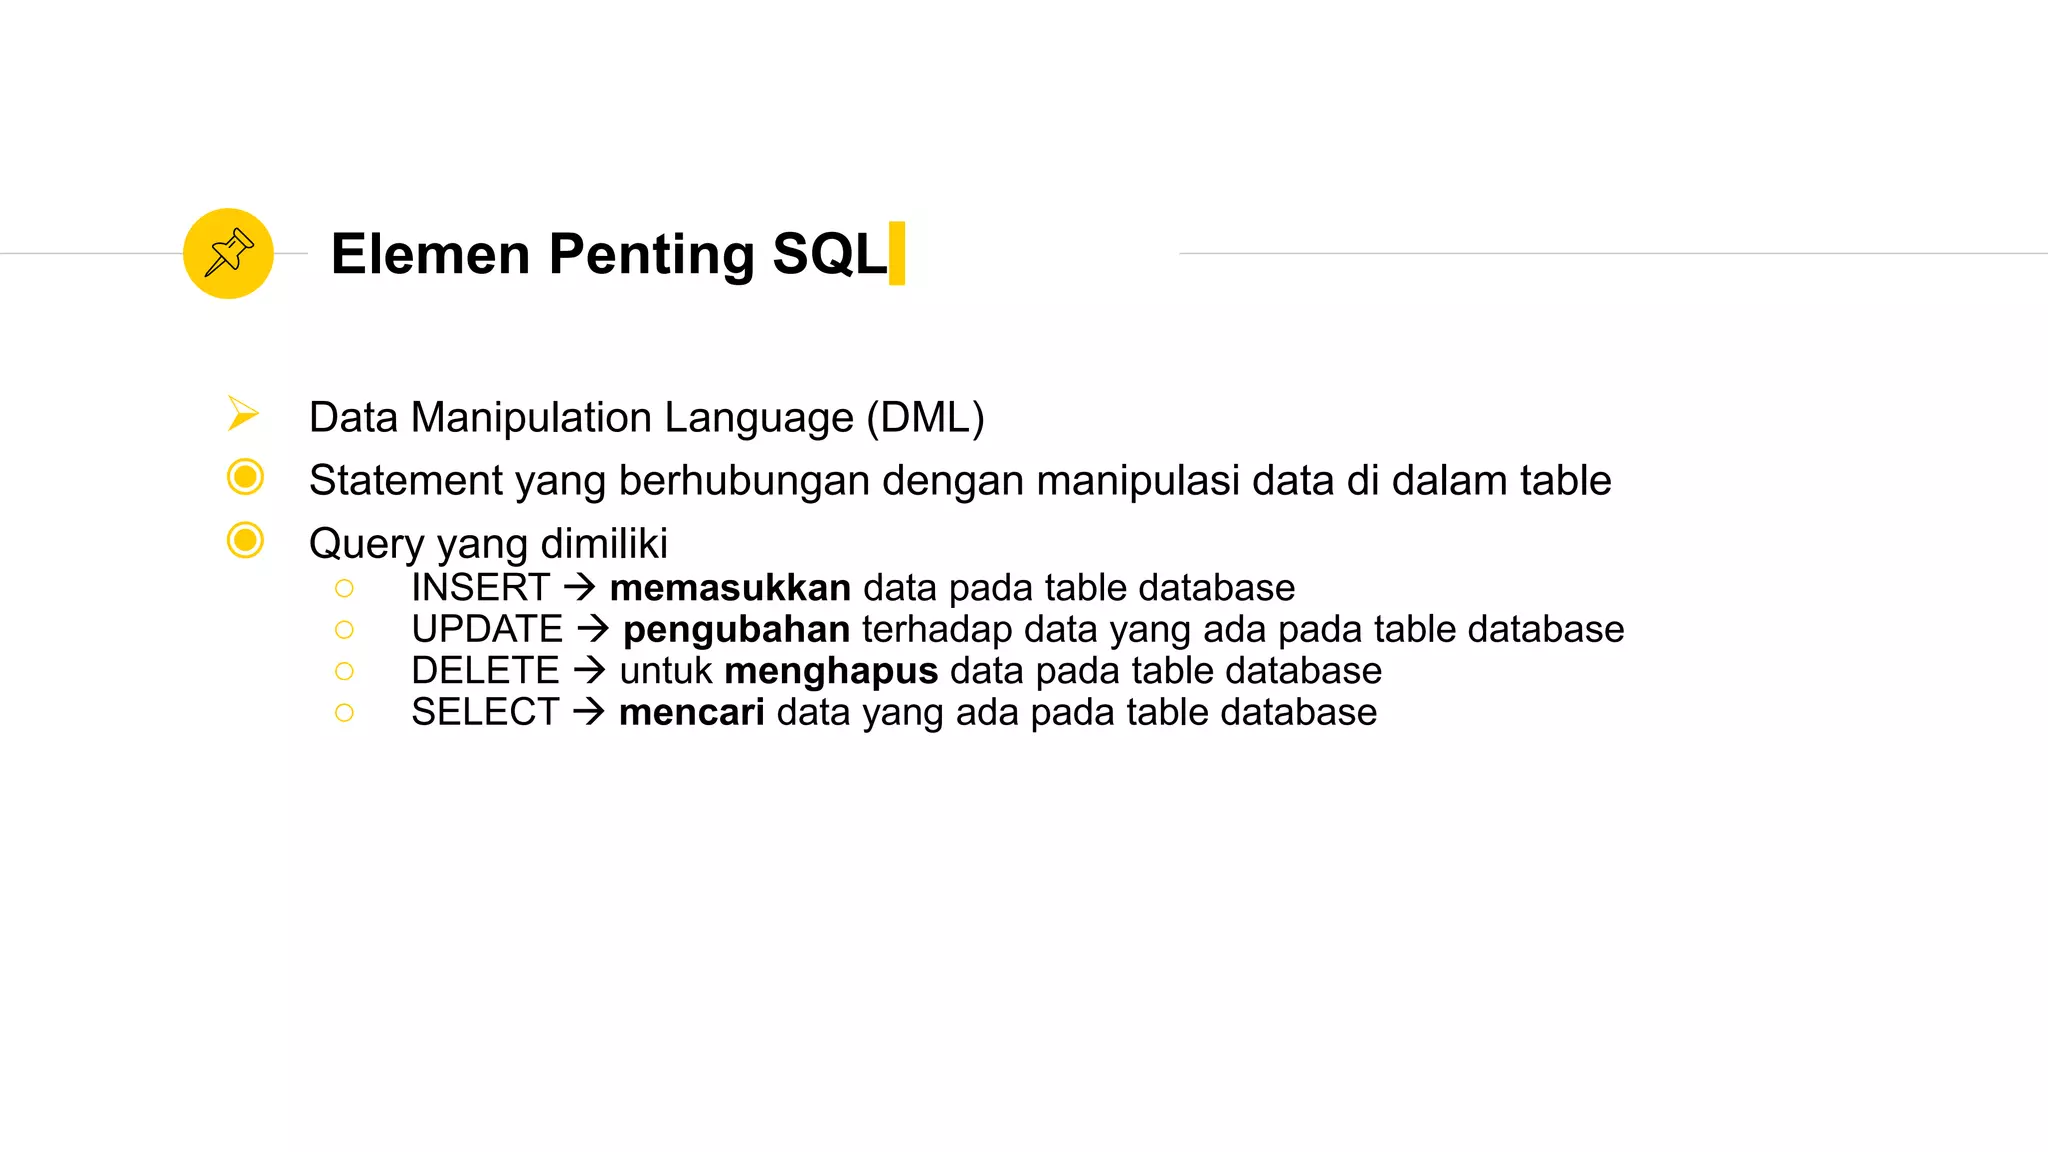 Elemen Penting SQL
➢ Data Manipulation Language (DML)
◉ Statement yang berhubungan dengan manipulasi data di dalam table
◉ Query yang dimiliki
○ INSERT → memasukkan data pada table database
○ UPDATE → pengubahan terhadap data yang ada pada table database
○ DELETE → untuk menghapus data pada table database
○ SELECT → mencari data yang ada pada table database